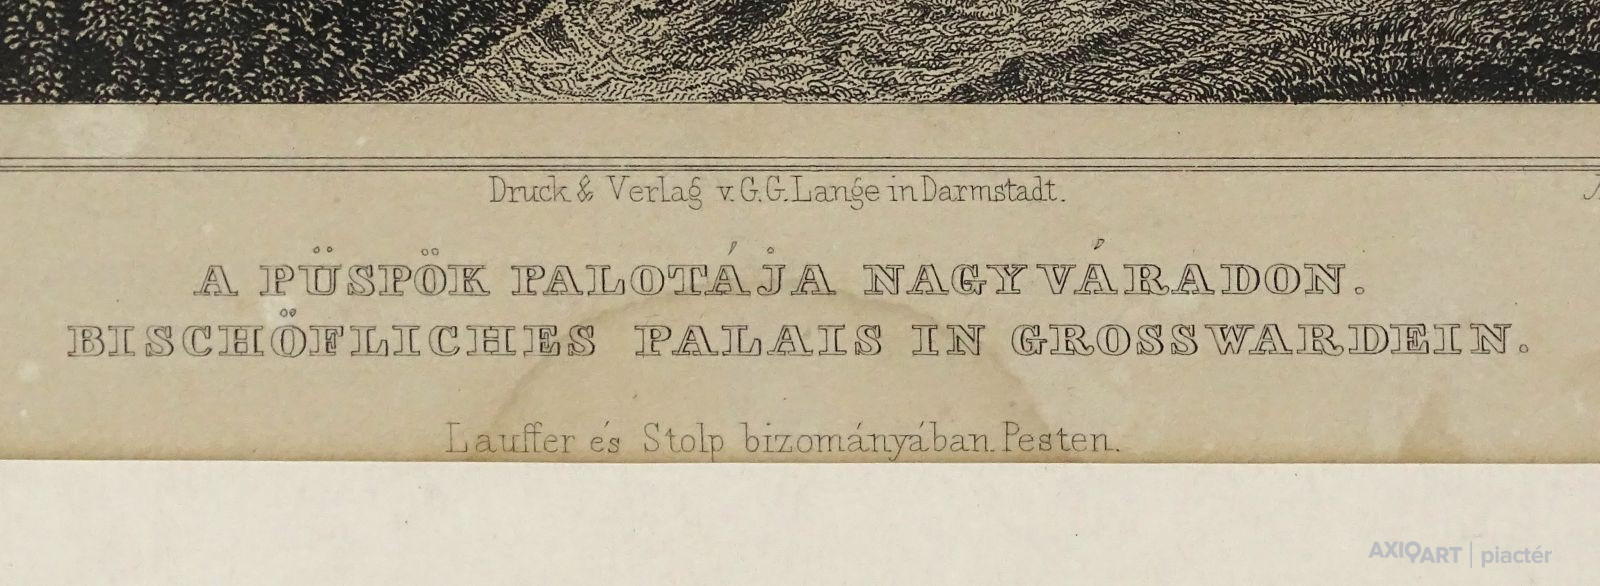 Druck & Verlag v. G.G. Lange in Darmstadt.
A PÜSPÖK PALOTÁJA NAGYVÁRADON.
BISCHÖFLICHES PALAIS IN GROSSWARDEIN.
Lauffer és Stolp bizományában Pesten.
AXIOART | piactér